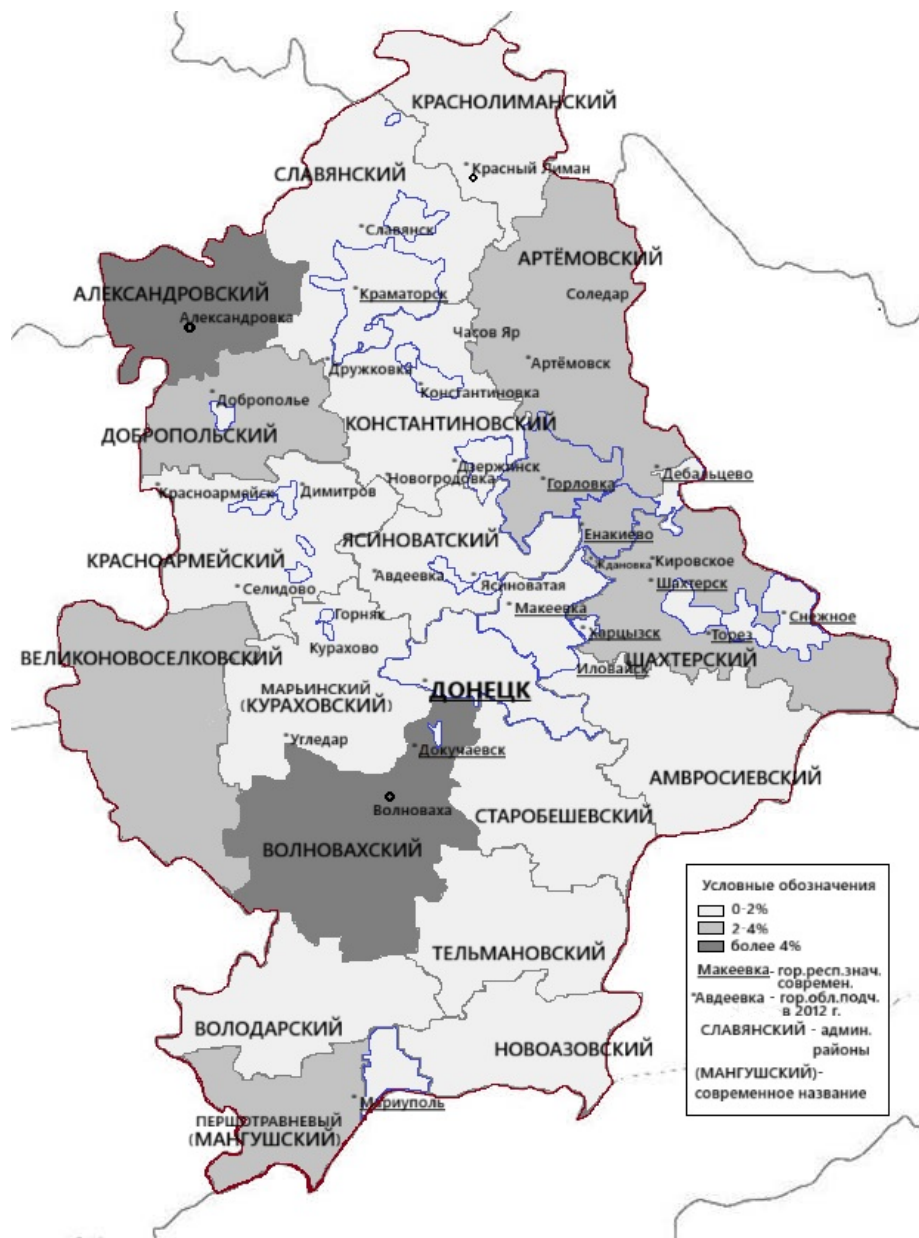 КРАСНОЛИМАНСКИЙ
Красный Лиман
СЛАВЯНСКИЙ
Славянск
АРТЁМОВСКИЙ
АЛЕКСАНДРОВСКИЙ
Александровка
Краматорск
Соледар
Часов Яр
Дружковка
Артёмовск
Константиновка
Доброполье
ДОБРОПОЛЬСКИЙ
КОНСТАНТИНОВСКИЙ
Дзержинск
Дебальцево
Новогродовка
Красноармейск
Димитров
Горловка
ЯСИНОВАТСКИЙ
Енакиево
КРАСНОАРМЕЙСКИЙ
Ждановка
Кировское
Авдеевка
Ясиноватая
Шахтерск
Селидово
Горняк
Макеевка
Снежное
Харцызск
Торез
Курахово
ВЕЛИКОНОВОСЕЛКОВСКИЙ
ШАХТЕРСКИЙ
Иловайск
МАРЬИНСКИЙ
(КУРАХОВСКИЙ)
ДОНЕЦК
Угледар
Докучаевск
АМВРОСИЕВСКИЙ
Волноваха
СТАРОБЕШЕВСКИЙ
ВОЛНОВАХСКИЙ
ТЕЛЬМАНОВСКИЙ
ВОЛОДАРСКИЙ
НОВОАЗОВСКИЙ
Мариуполь
ПЕРШОТРАВНЕВЫЙ
(МАНГУШСКИЙ)
Условные обозначения
0-2%
2-4%
более 4%
Макеевка - гор.респ.знач.
современ.
*Авдеевка - гор.обл.подч.
в 2012 г.
СЛАВЯНСКИЙ - админ.
районы
(МАНГУШСКИЙ)-
современное название